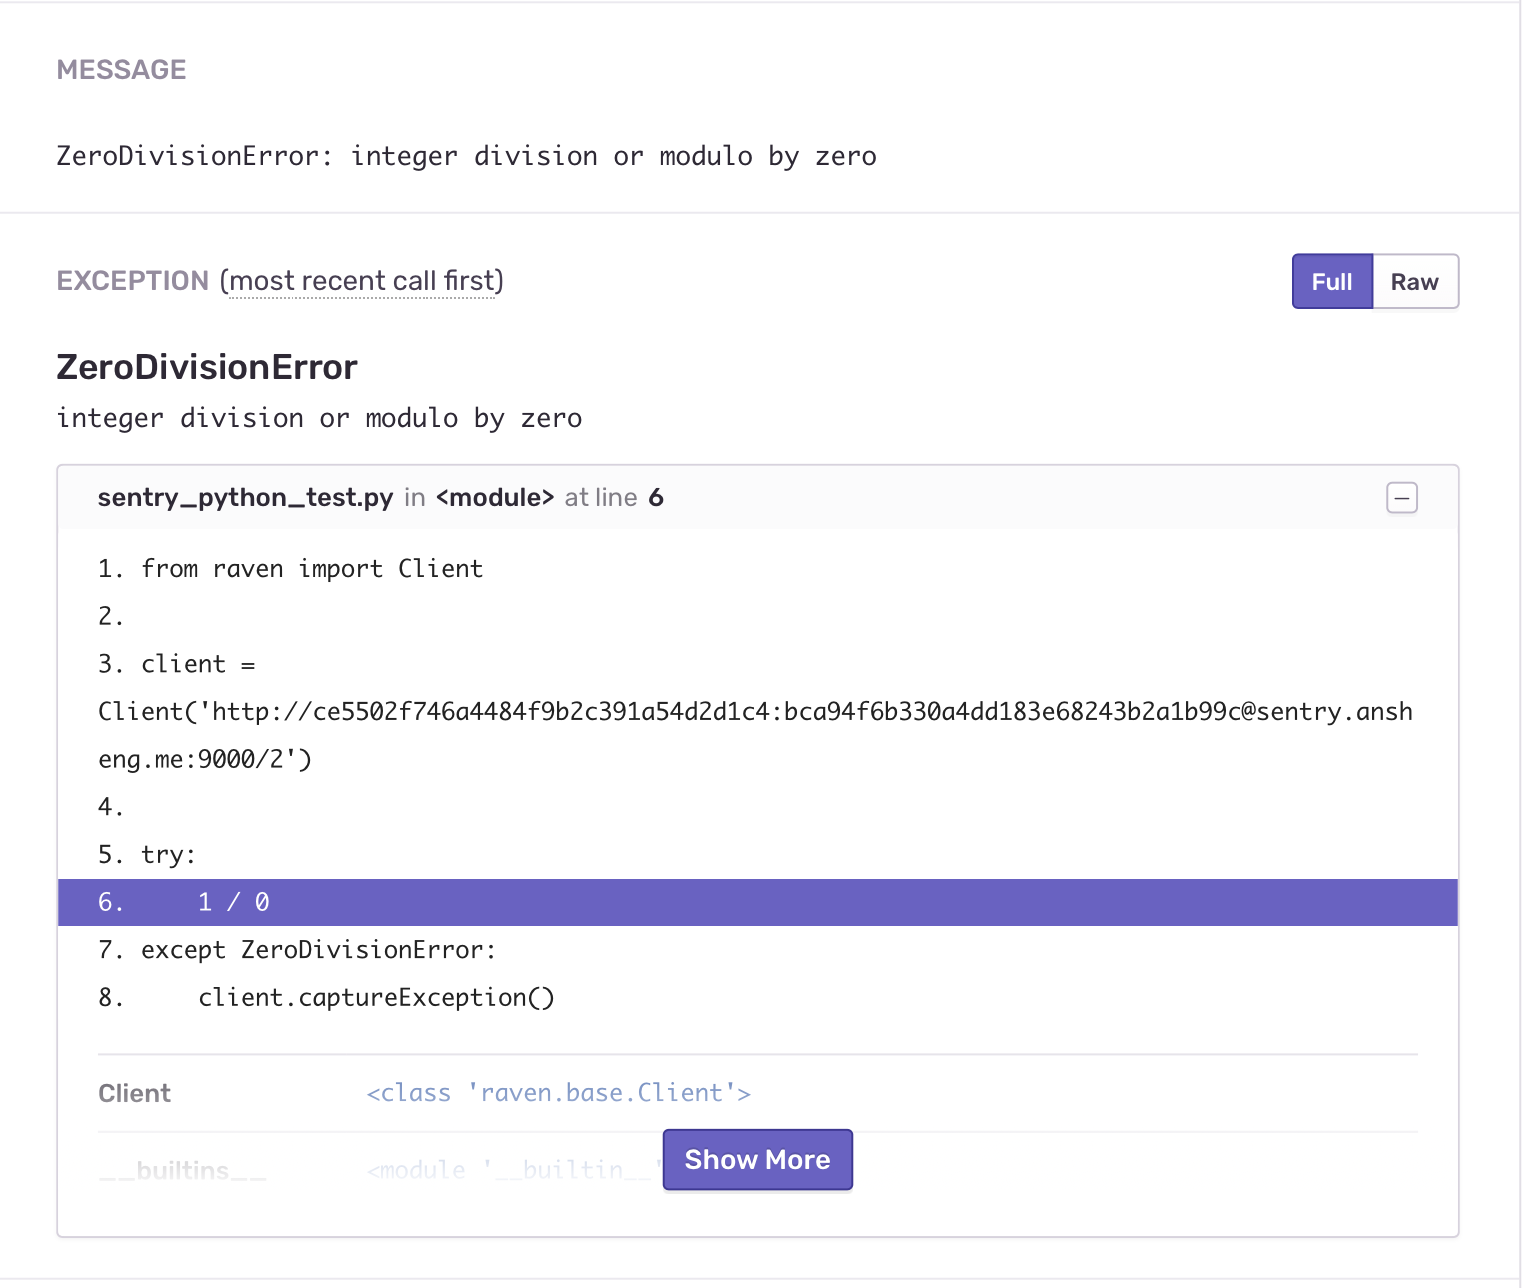 MESSAGE
ZeroDivisionError: integer division or modulo by zero
EXCEPTION (most recent call first)
Full Raw
ZeroDivisionError
integer division or modulo by zero
sentry_python_test.py in <module> at line 6
1. from raven import Client
2.
3. client =
Client('http://ce5502f746a4484f9b2c391a54d2d1c4:bca94f6b330a4dd183e68243b2a1b99c@sentry.ansh
eng.me:9000/2')
4.
5. try:
6.     1 / 0
7. except ZeroDivisionError:
8.     client.captureException()
Client <class 'raven.base.Client'>
__builtins__ <module '__builtin__'
Show More